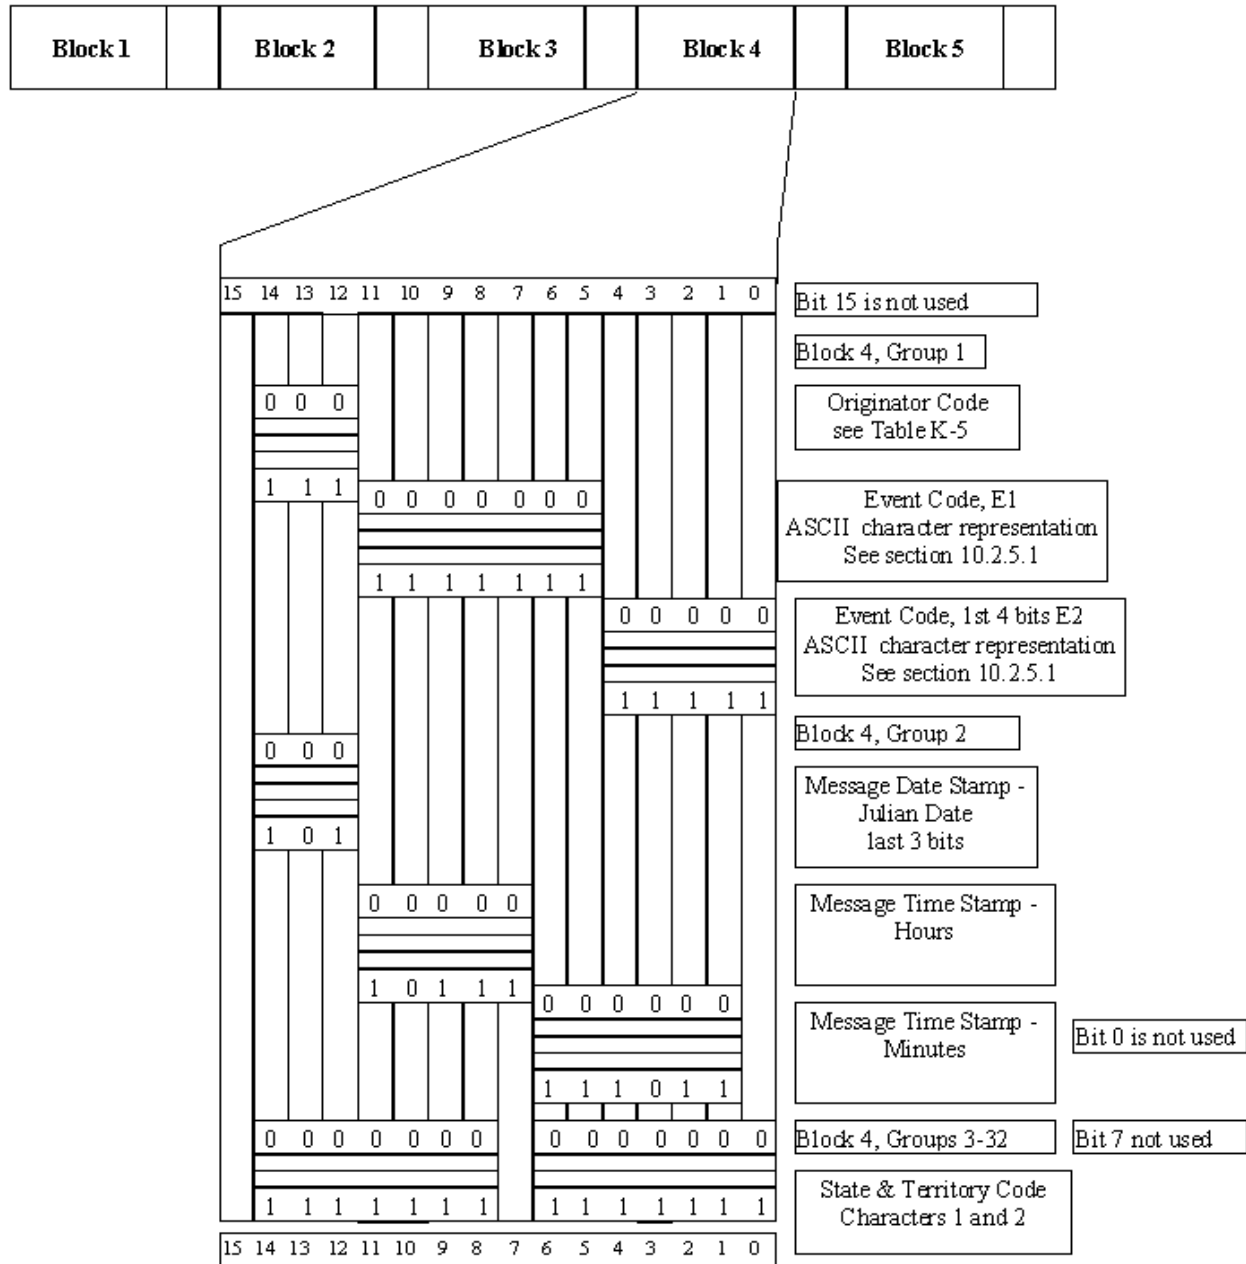 Block 1 Block 2 Block 3 Block 4 Block 5
15 14 13 12 11 10 9 8 7 6 5 4 3 2 1 0
Bit 15 is not used
Block 4, Group 1
0 0 0
Originator Code
see Table K-5
1 1 1
0 0 0 0 0 0 0
Event Code, E1
ASCII character representation
See section 10.2.5.1
1 1 1 1 1 1 1
0 0 0 0 0
Event Code, 1st 4 bits E2
ASCII character representation
See section 10.2.5.1
1 1 1 1 1
Block 4, Group 2
0 0 0
Message Date Stamp -
Julian Date
last 3 bits
1 0 1
0 0 0 0 0
Message Time Stamp -
Hours
1 0 1 1 1
0 0 0 0 0 0
Message Time Stamp -
Minutes
Bit 0 is not used
1 1 1 0 1 1
0 0 0 0 0 0 0 0 0 0 0 0 0 0
Block 4, Groups 3-32
Bit 7 not used
State & Territory Code
Characters 1 and 2
1 1 1 1 1 1 1 1 1 1 1 1 1 1
15 14 13 12 11 10 9 8 7 6 5 4 3 2 1 0